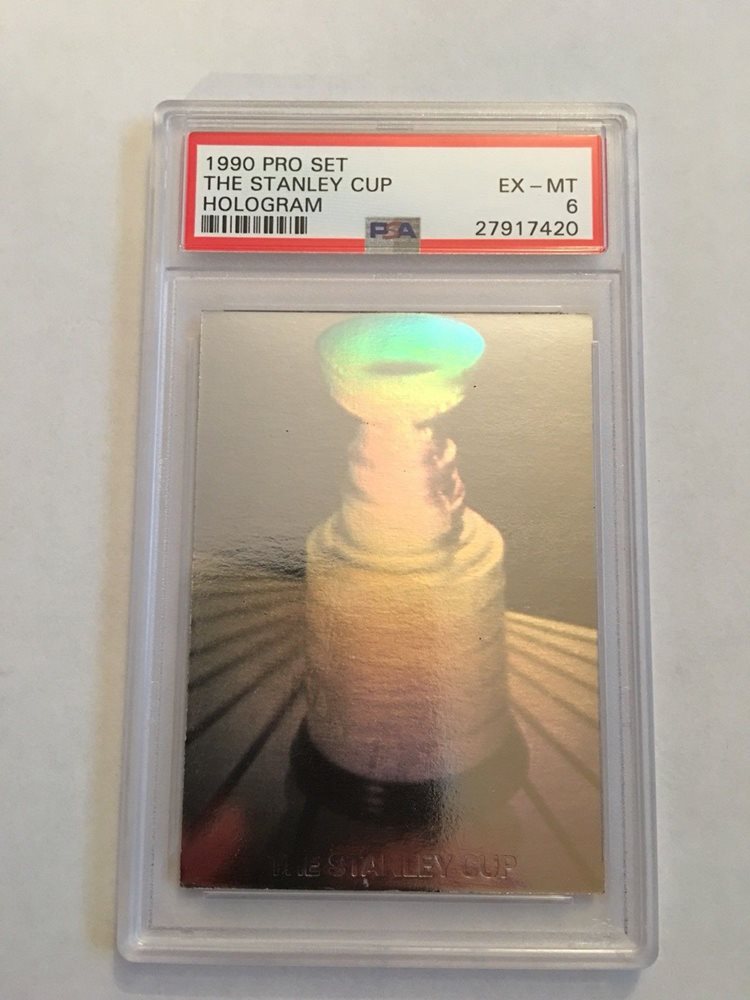 1990 PRO SET
THE STANLEY CUP EX – MT
HOLOGRAM 6
PSA 27917420
THE STANLEY CUP